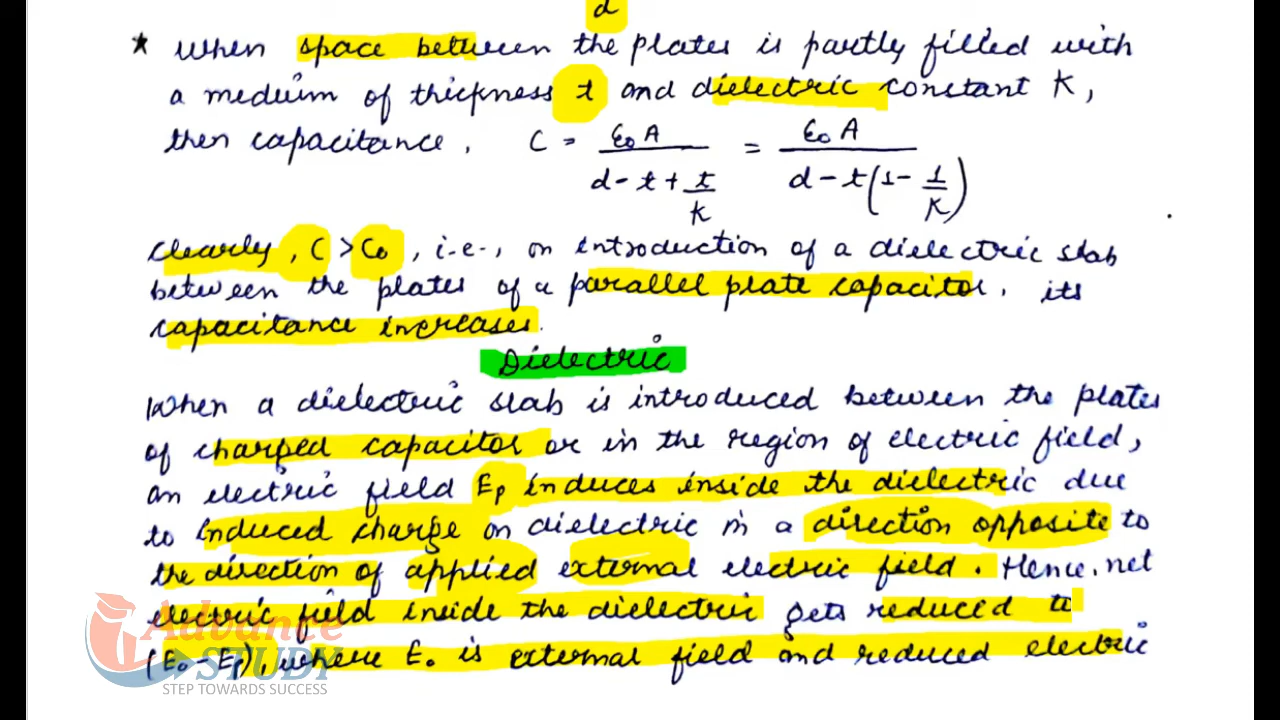 d
★ when space between the plates is partly filled with
a medium of thickness t and dielectric constant K,
then capacitance, C = ε₀A / (d - t + t/K) = ε₀A / (d - t(1 - 1/K))
Clearly, C > C₀, i.e., on introduction of a dielectric slab
between the plates of a parallel plate capacitor, its
capacitance increases.
Dielectric
When a dielectric slab is introduced between the plates
of charged capacitor or in the region of electric field,
an electric field Ep induces inside the dielectric due
to induced charge on dielectric in a direction opposite to
the direction of applied external electric field. Hence, net
electric field inside the dielectric gets reduced to
(E₀-Ep), where E₀ is external field and reduced electric
Advance
STUDY
STEP TOWARDS SUCCESS